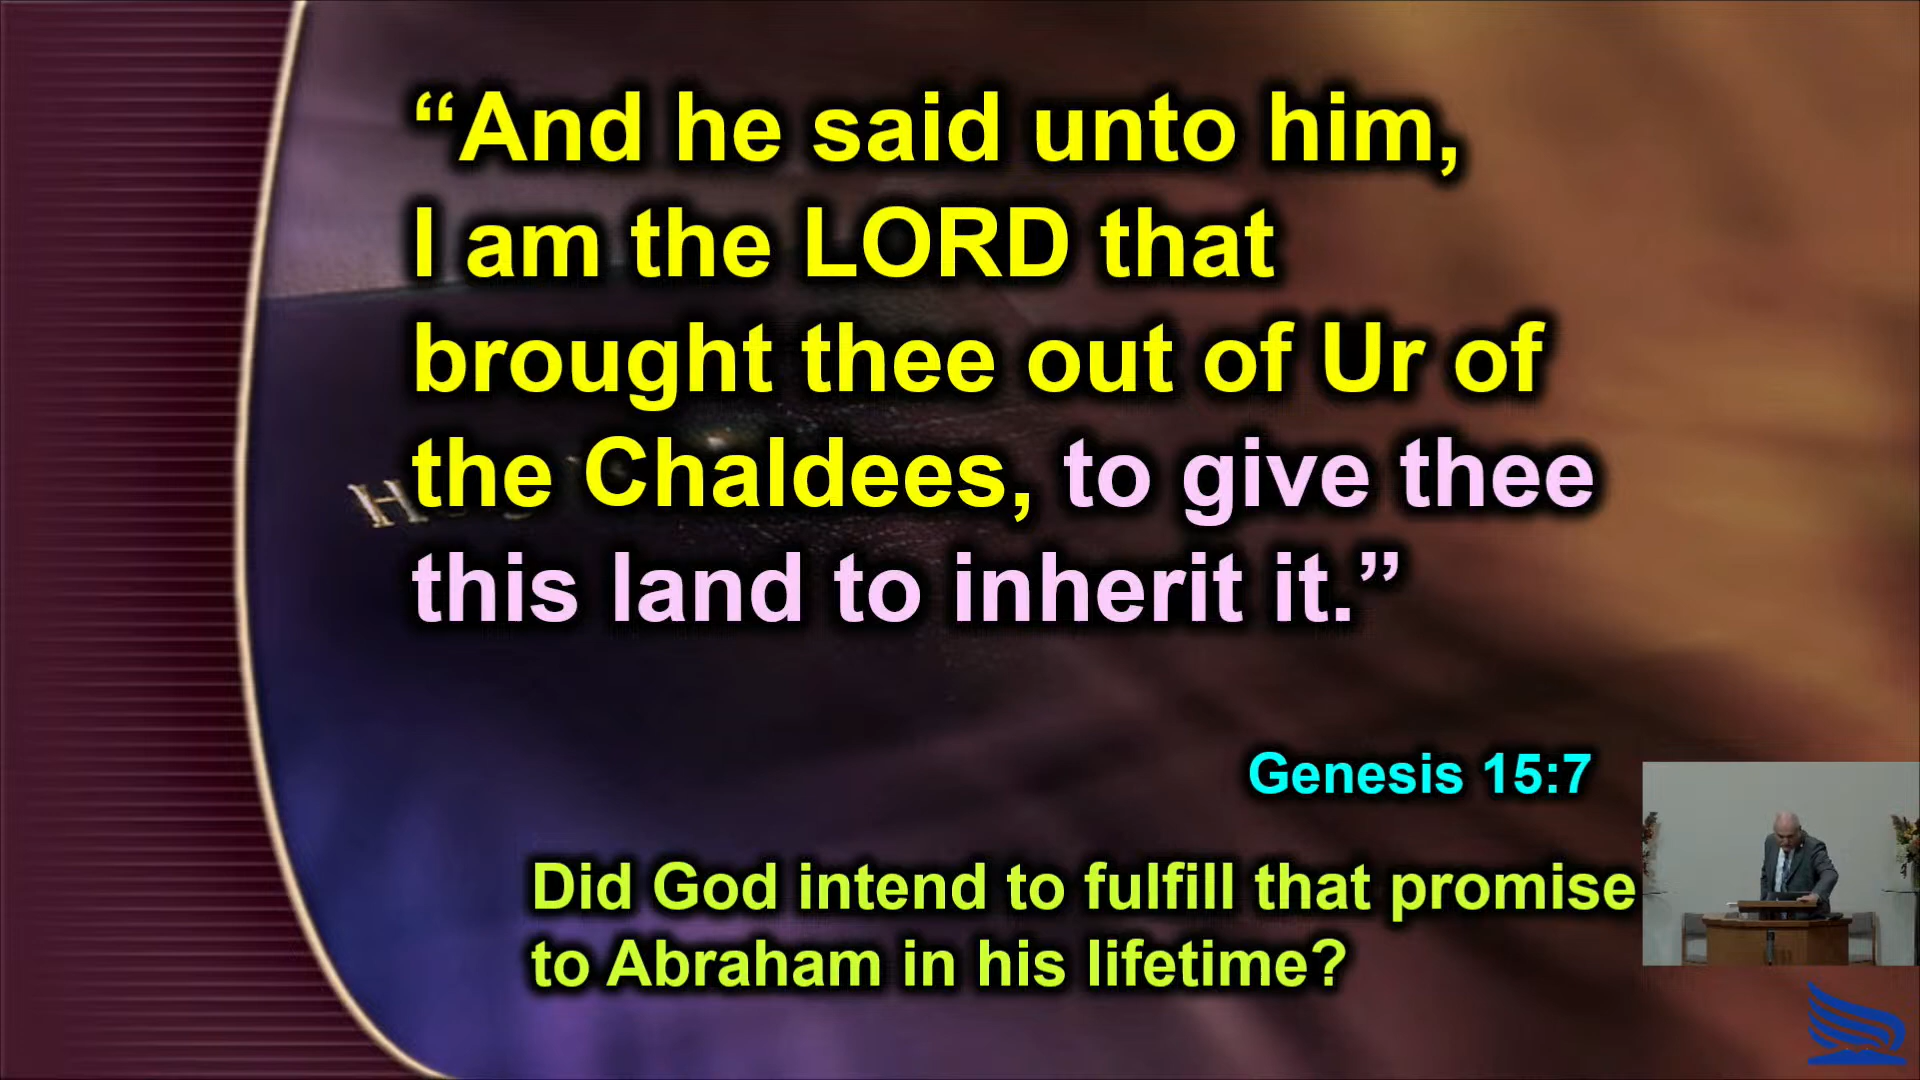 “And he said unto him,
I am the LORD that
brought thee out of Ur of
the Chaldees, to give thee
this land to inherit it.”
Genesis 15:7
Did God intend to fulfill that promise
to Abraham in his lifetime?